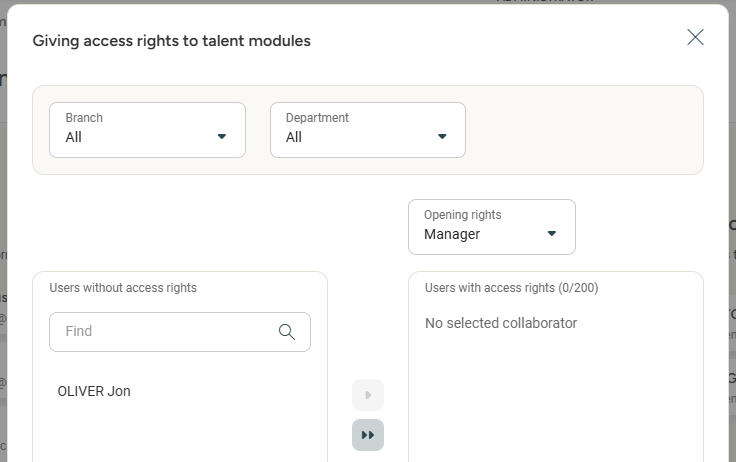 Giving access rights to talent modules
Branch
All
Department
All
Opening rights
Manager
Users without access rights
Find
OLIVER Jon
Users with access rights (0/200)
No selected collaborator